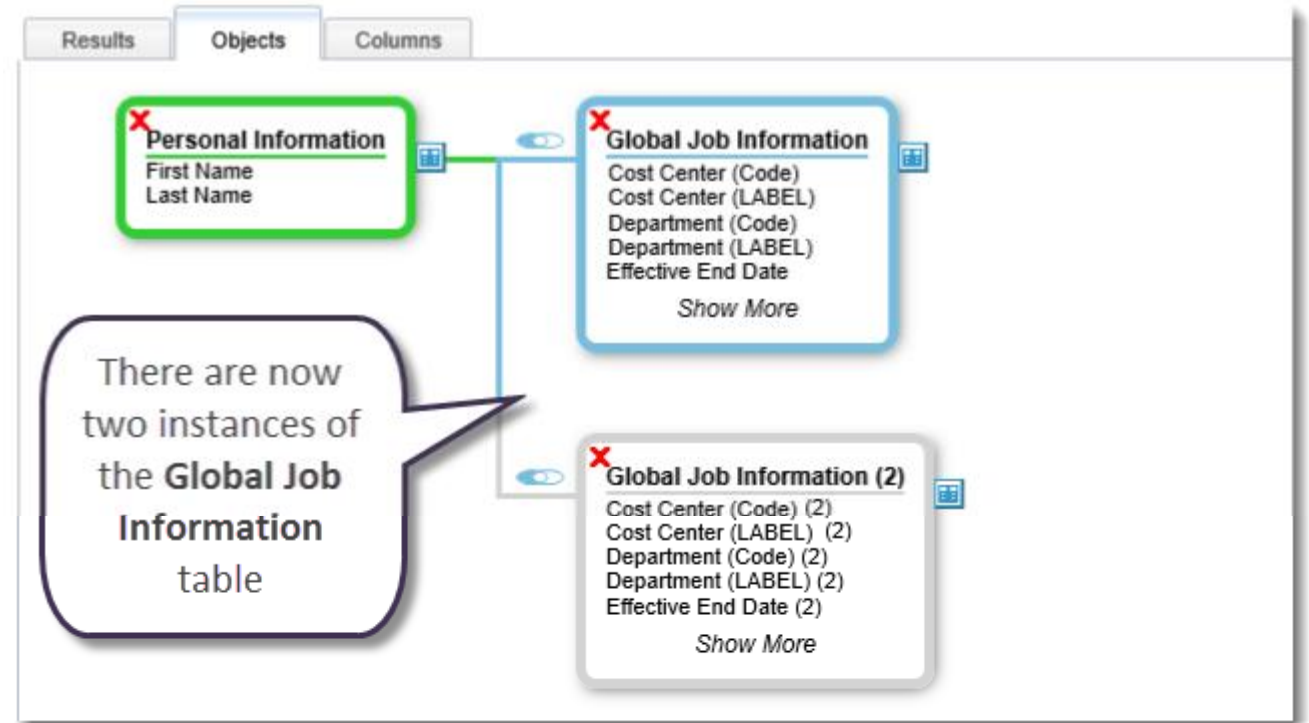 Results Objects Columns
Personal Information
First Name
Last Name
Global Job Information
Cost Center (Code)
Cost Center (LABEL)
Department (Code)
Department (LABEL)
Effective End Date
Show More
There are now
two instances of
the Global Job
Information
table
Global Job Information (2)
Cost Center (Code) (2)
Cost Center (LABEL) (2)
Department (Code) (2)
Department (LABEL) (2)
Effective End Date (2)
Show More